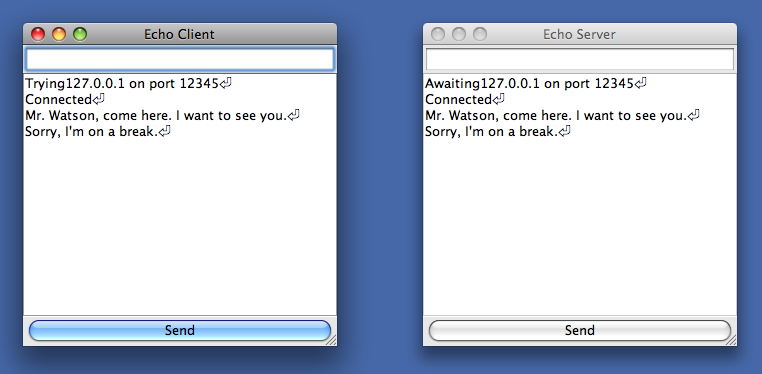 Echo Client
Trying127.0.0.1 on port 12345⏎
Connected⏎
Mr. Watson, come here. I want to see you.⏎
Sorry, I'm on a break.⏎
Send
Echo Server
Awaiting127.0.0.1 on port 12345⏎
Connected⏎
Mr. Watson, come here. I want to see you.⏎
Sorry, I'm on a break.⏎
Send